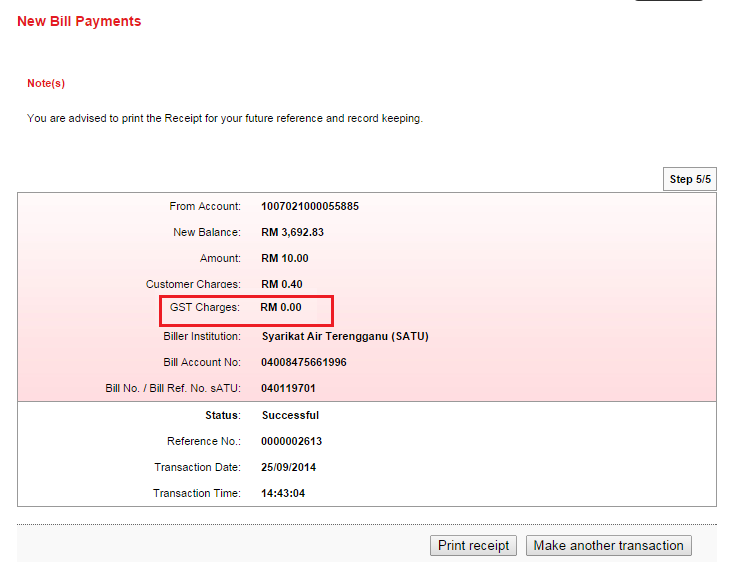 New Bill Payments
Note(s)
You are advised to print the Receipt for your future reference and record keeping.
Step 5/5
From Account: 1007021000055885
New Balance: RM 3,692.83
Amount: RM 10.00
Customer Charges: RM 0.40
GST Charges: RM 0.00
Biller Institution: Syarikat Air Terengganu (SATU)
Bill Account No: 04008475661996
Bill No. / Bill Ref. No. sATU: 040119701
Status: Successful
Reference No.: 0000002613
Transaction Date: 25/09/2014
Transaction Time: 14:43:04
Print receipt Make another transaction